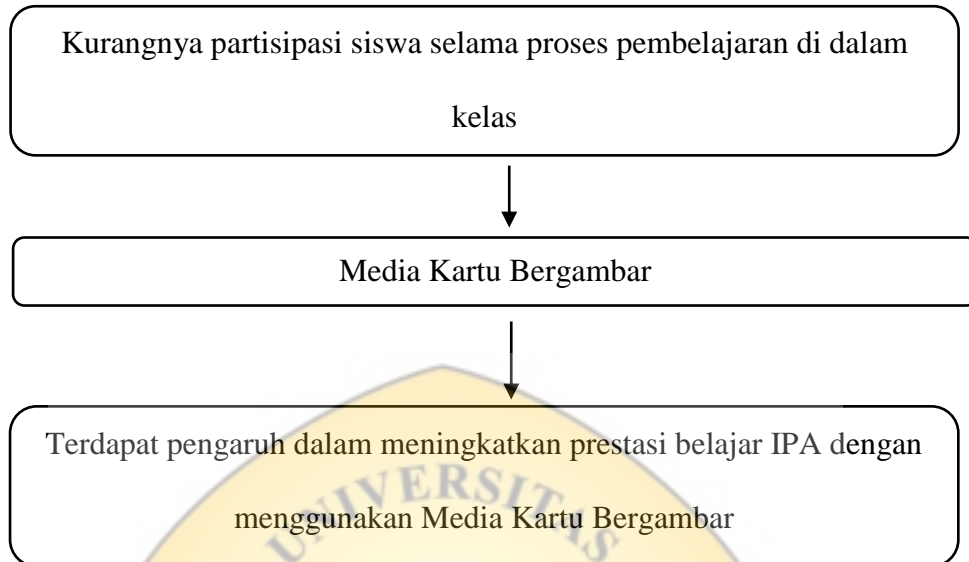 Kurangnya partisipasi siswa selama proses pembelajaran di dalam
kelas
Media Kartu Bergambar
Terdapat pengaruh dalam meningkatkan prestasi belajar IPA dengan
UNIVERSITAS
menggunakan Media Kartu Bergambar